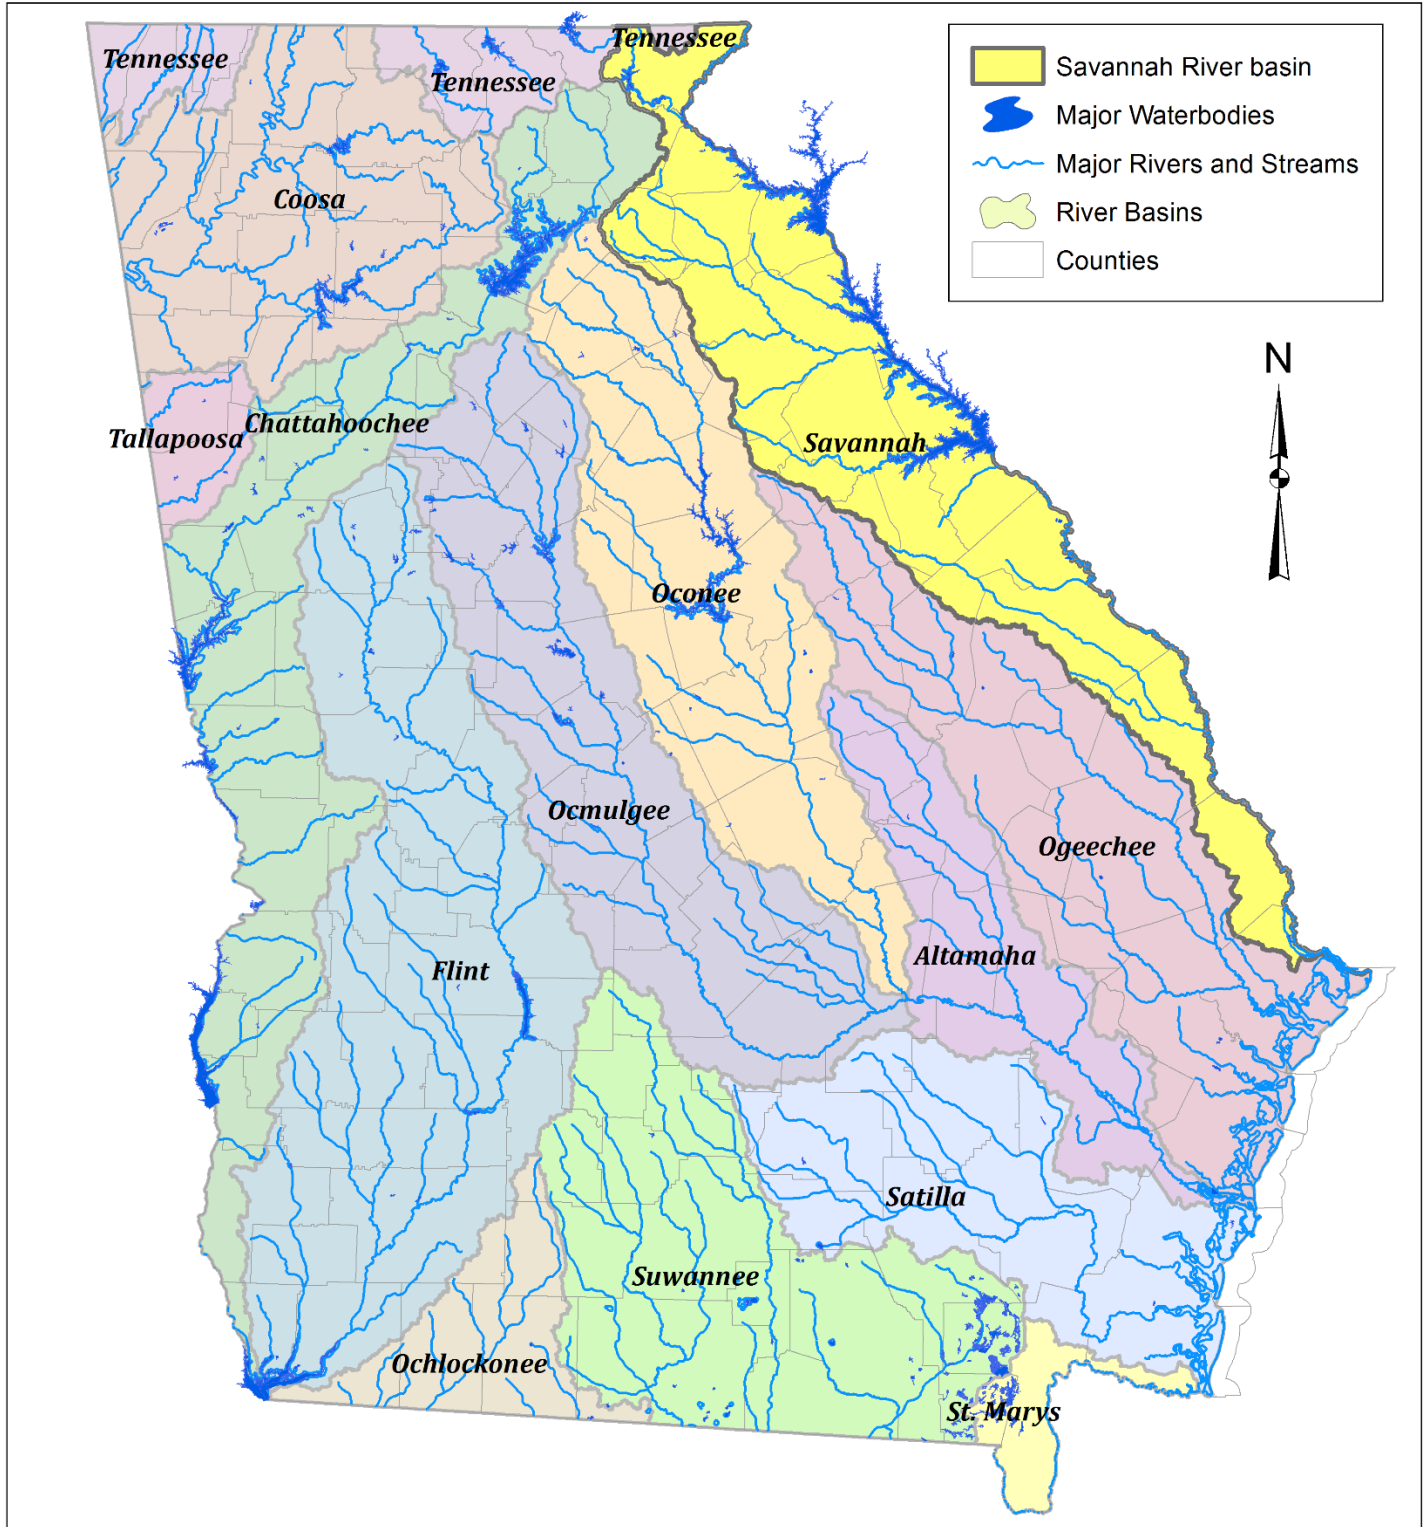 Tennessee
Tennessee
Tennessee
Savannah River basin
Major Waterbodies
Major Rivers and Streams
River Basins
Counties
Coosa
N
Tallapoosa
Chattahoochee
Savannah
Oconee
Ocmulgee
Ogeechee
Flint
Altamaha
Satilla
Suwannee
Ochlockonee
St. Marys